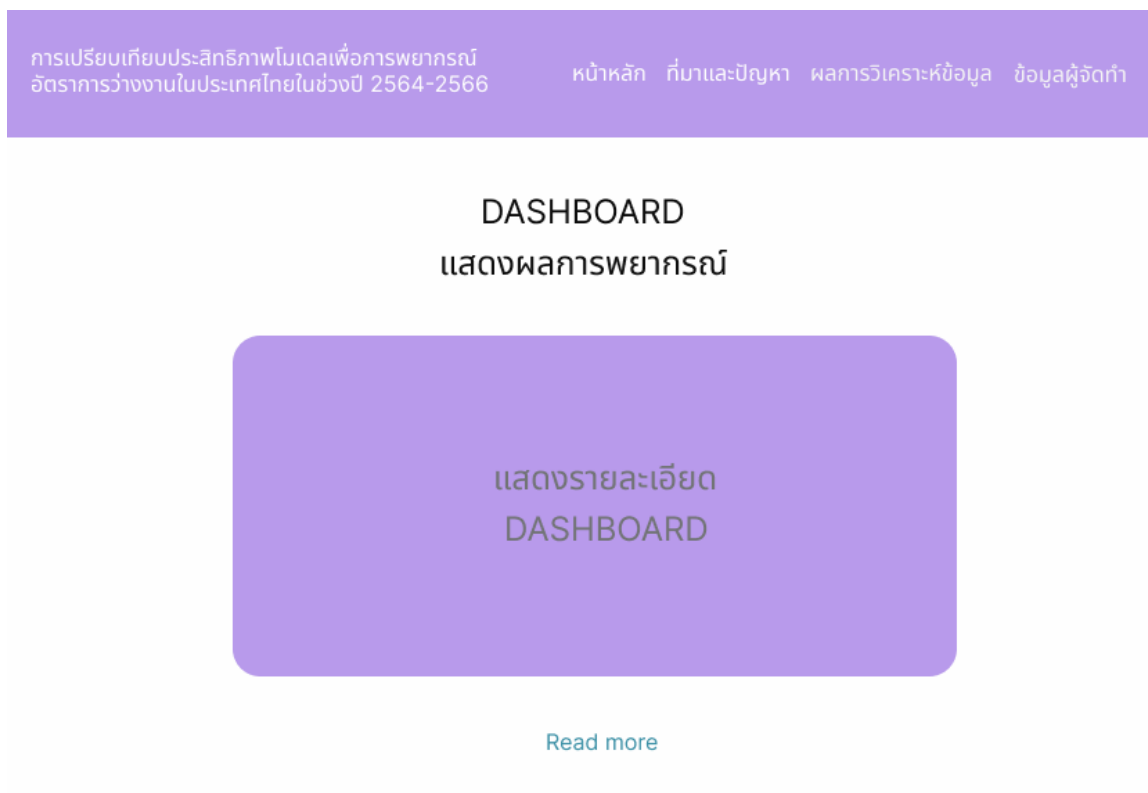 การเปรียบเทียบประสิทธิภาพโมเดลเพื่อการพยากรณ์
อัตราการว่างงานในประเทศไทยในช่วงปี 2564-2566
หน้าหลัก ที่มาและปัญหา ผลการวิเคราะห์ข้อมูล ข้อมูลผู้จัดทำ
DASHBOARD
แสดงผลการพยากรณ์
แสดงรายละเอียด
DASHBOARD
Read more